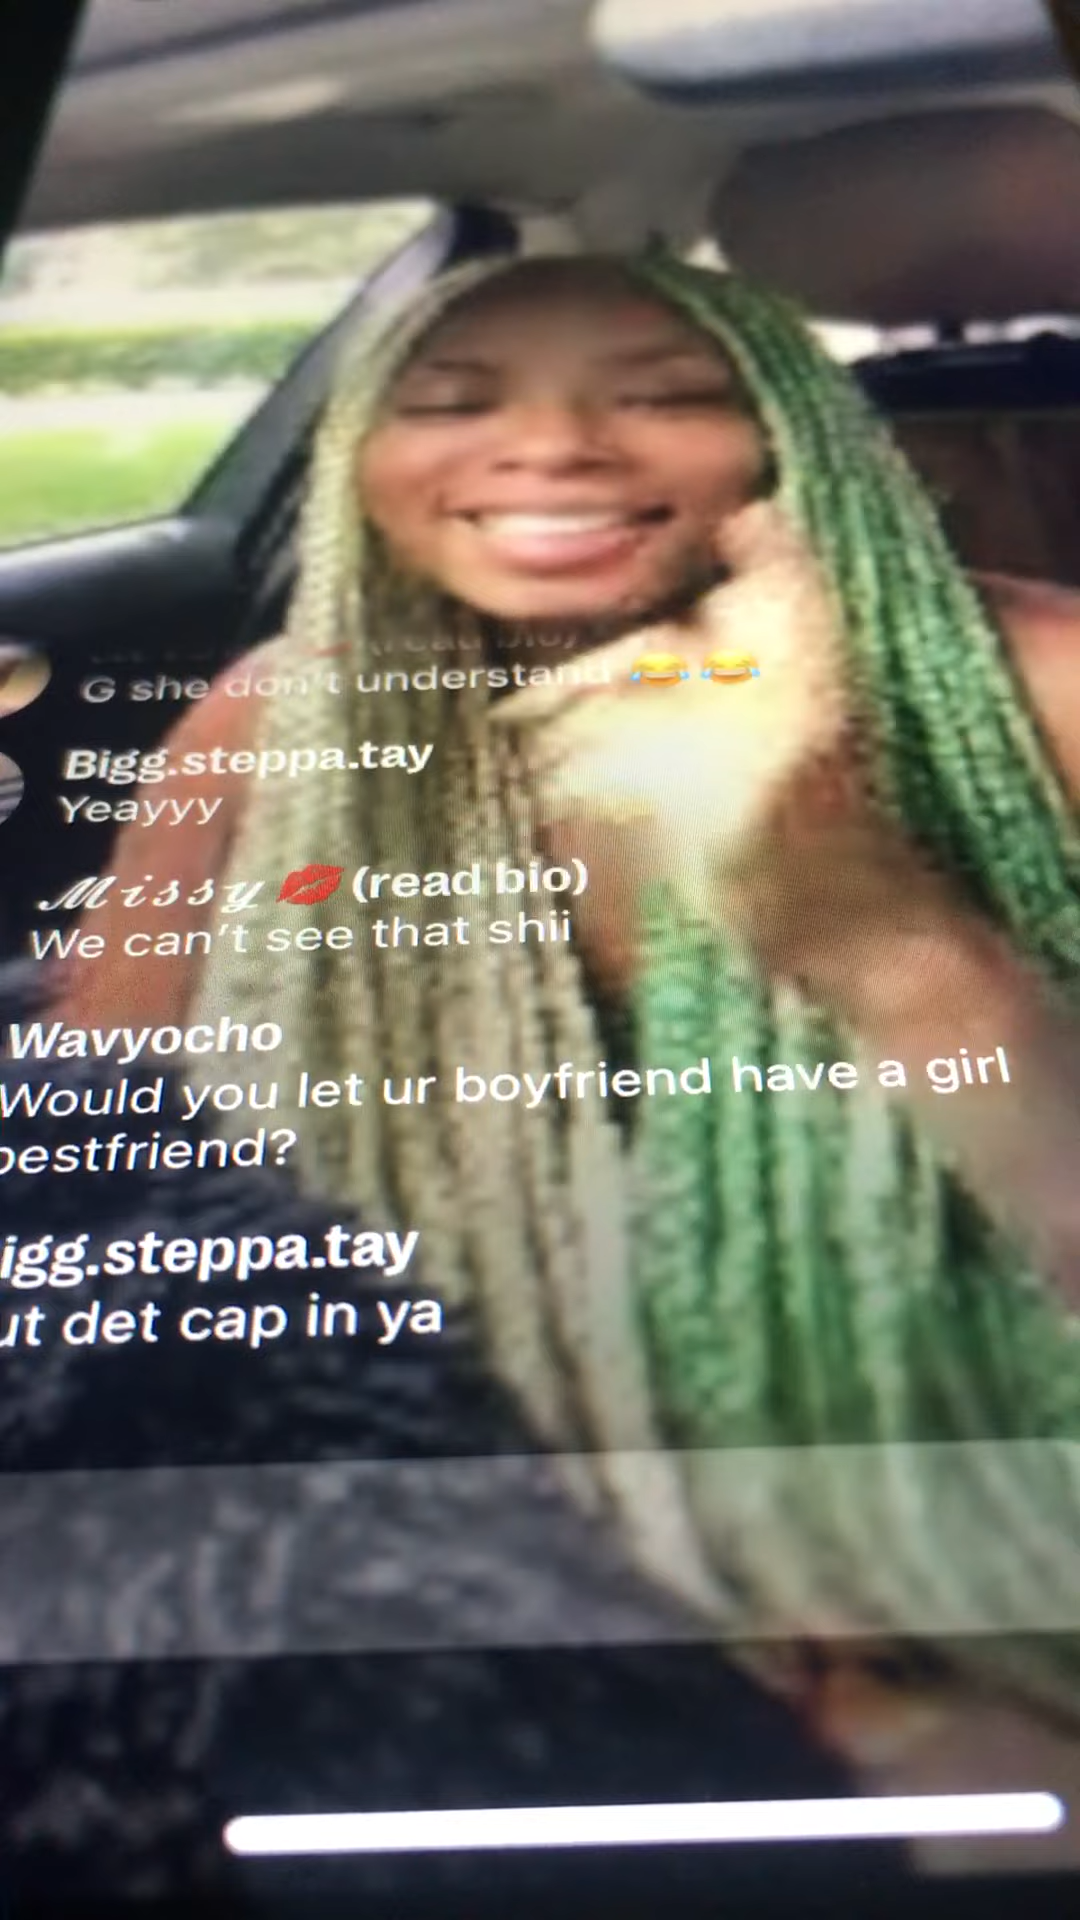 G she don't understand 😂😂
Bigg.steppa.tay
Yeayyy
𝓜𝓲𝓼𝓼𝔂 💋 (read bio)
We can't see that shii
Wavyocho
Would you let ur boyfriend have a girl
bestfriend?
igg.steppa.tay
ut det cap in ya